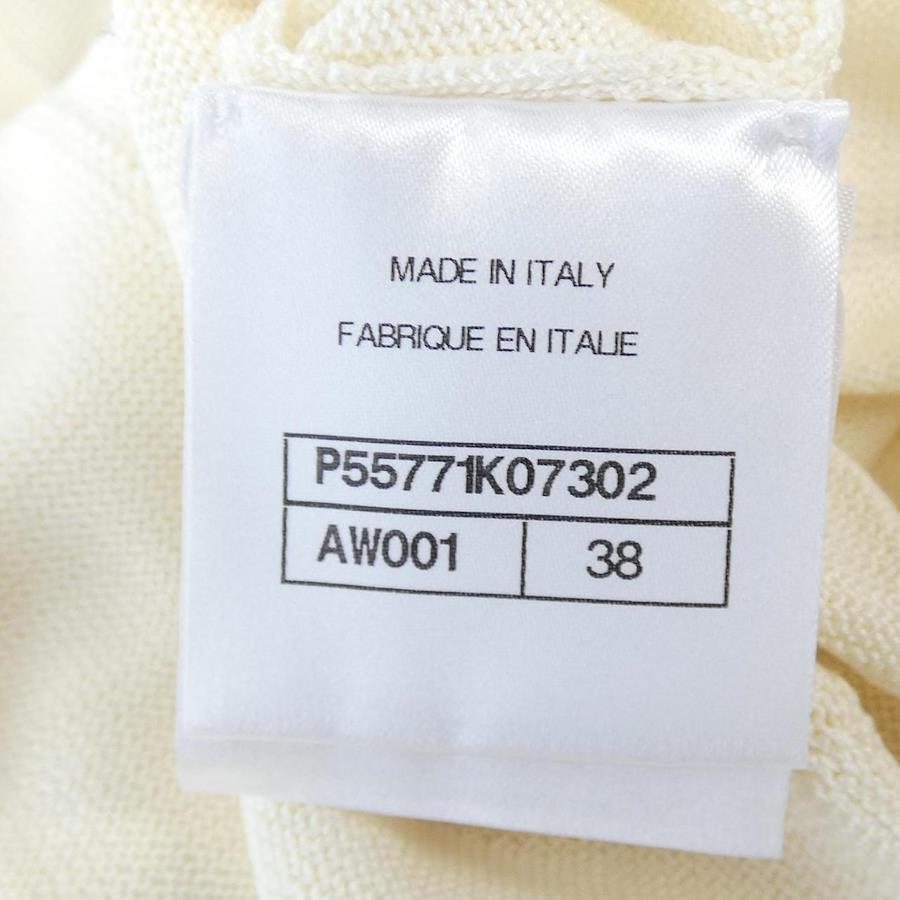 MADE IN ITALY
FABRIQUE EN ITALIE
P55771K07302
AW001 38